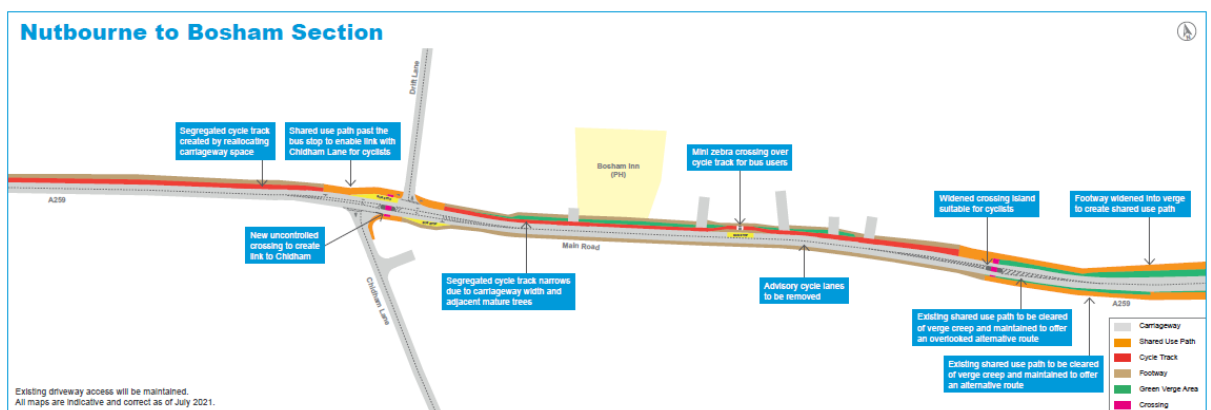 Nutbourne to Bosham Section
Drift Lane
Segregated cycle track
created by reallocating
carriageway space
Shared use path past the
bus stop to enable link with
Chidham Lane for cyclists
Mini zebra crossing over
cycle track for bus users
Bosham Inn
(PH)
Widened crossing island
suitable for cyclists
Footway widened into verge
to create shared use path
A259
New uncontrolled
crossing to create
link to Chidham
Main Road
Chidham Lane
Segregated cycle track narrows
due to carriageway width and
adjacent mature trees
Advisory cycle lanes
to be removed
A259
Existing shared use path to be cleared
of verge creep and maintained to offer
an overlooked alternative route
Existing shared use path to be cleared
of verge creep and maintained to offer
an alternative route
Carriageway
Shared Use Path
Cycle Track
Footway
Green Verge Area
Crossing
Existing driveway access will be maintained.
All maps are indicative and correct as of July 2021.